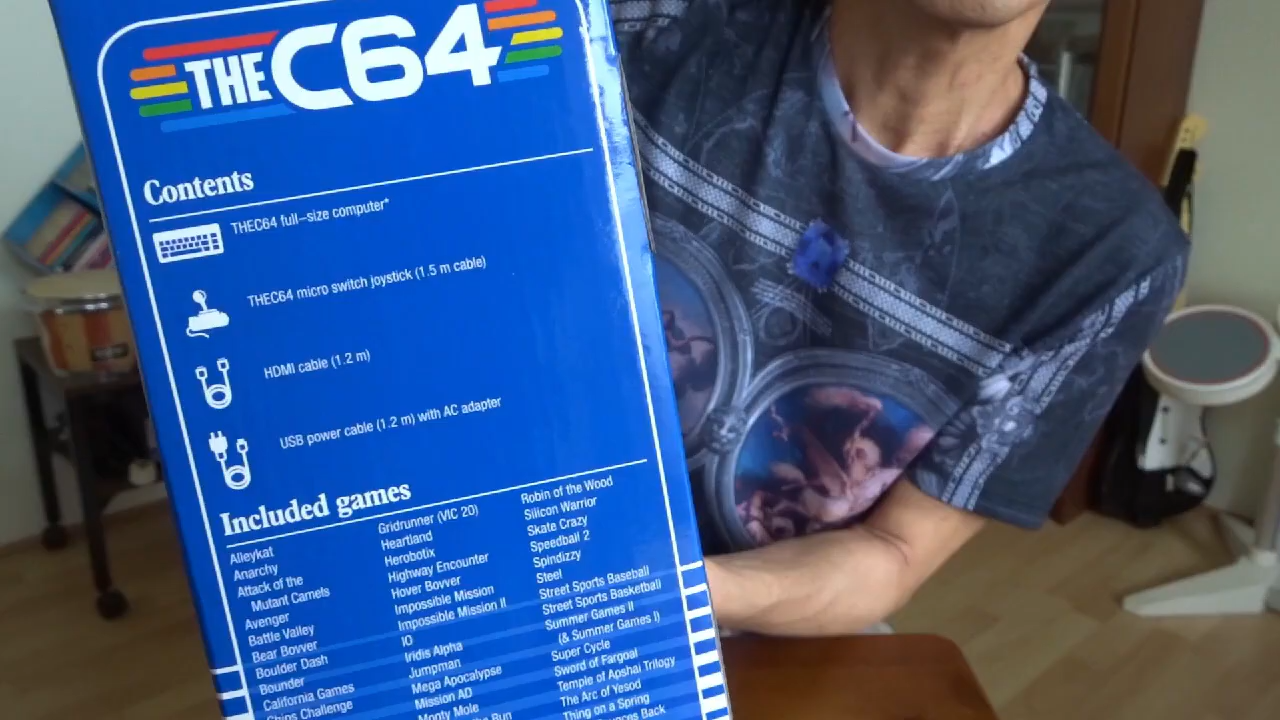 THEC64
Contents
THEC64 full-size computer*
THEC64 micro switch joystick (1.5 m cable)
HDMI cable (1.2 m)
USB power cable (1.2 m) with AC adapter
Included games
Alleykat
Anarchy
Attack of the
Mutant Camels
Avenger
Battle Valley
Bear Bovver
Boulder Dash
Bounder
California Games
Chips Challenge
Gridrunner (VIC 20)
Heartland
Herobotix
Highway Encounter
Hover Bovver
Impossible Mission
Impossible Mission II
IO
Iridis Alpha
Jumpman
Mega Apocalypse
Mission AD
Monty Mole
the Run
Robin of the Wood
Silicon Warrior
Skate Crazy
Speedball 2
Spindizzy
Steel
Street Sports Baseball
Street Sports Basketball
Summer Games II
(& Summer Games I)
Super Cycle
Sword of Fargoal
Temple of Apshai Trilogy
The Arc of Yesod
Thing on a Spring
Back